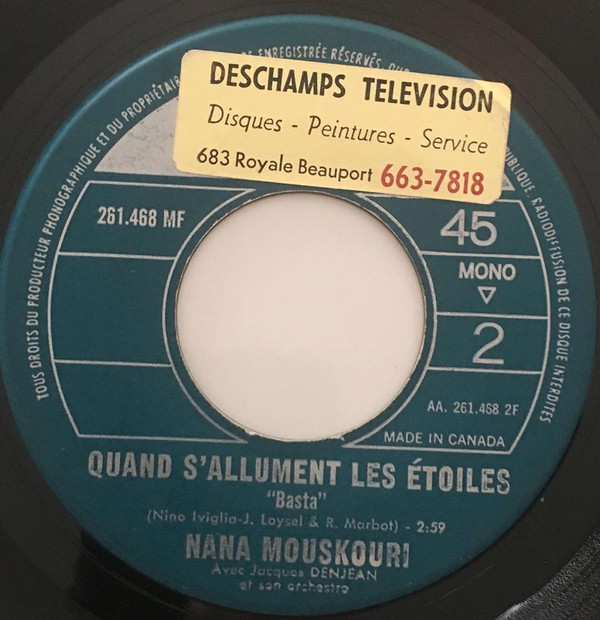 DESCHAMPS TELEVISION
Disques - Peintures - Service
683 Royale Beauport 663-7818
TOUS DROITS DU PRODUCTEUR PHONOGRAPHIQUE ET DU PROPRIÉTAIRE
ENREGISTRÉE RÉSERVÉS.
RADIODIFFUSION DE CE DISQUE INTERDITES
261.468 MF
45
MONO
2
AA. 261.468 2F
MADE IN CANADA
QUAND S'ALLUMENT LES ÉTOILES
"Basta"
(Nino Iviglia-J. Loysel & R. Marbot) - 2:59
NANA MOUSKOURI
Avec Jacques DENJEAN
et son orchestre